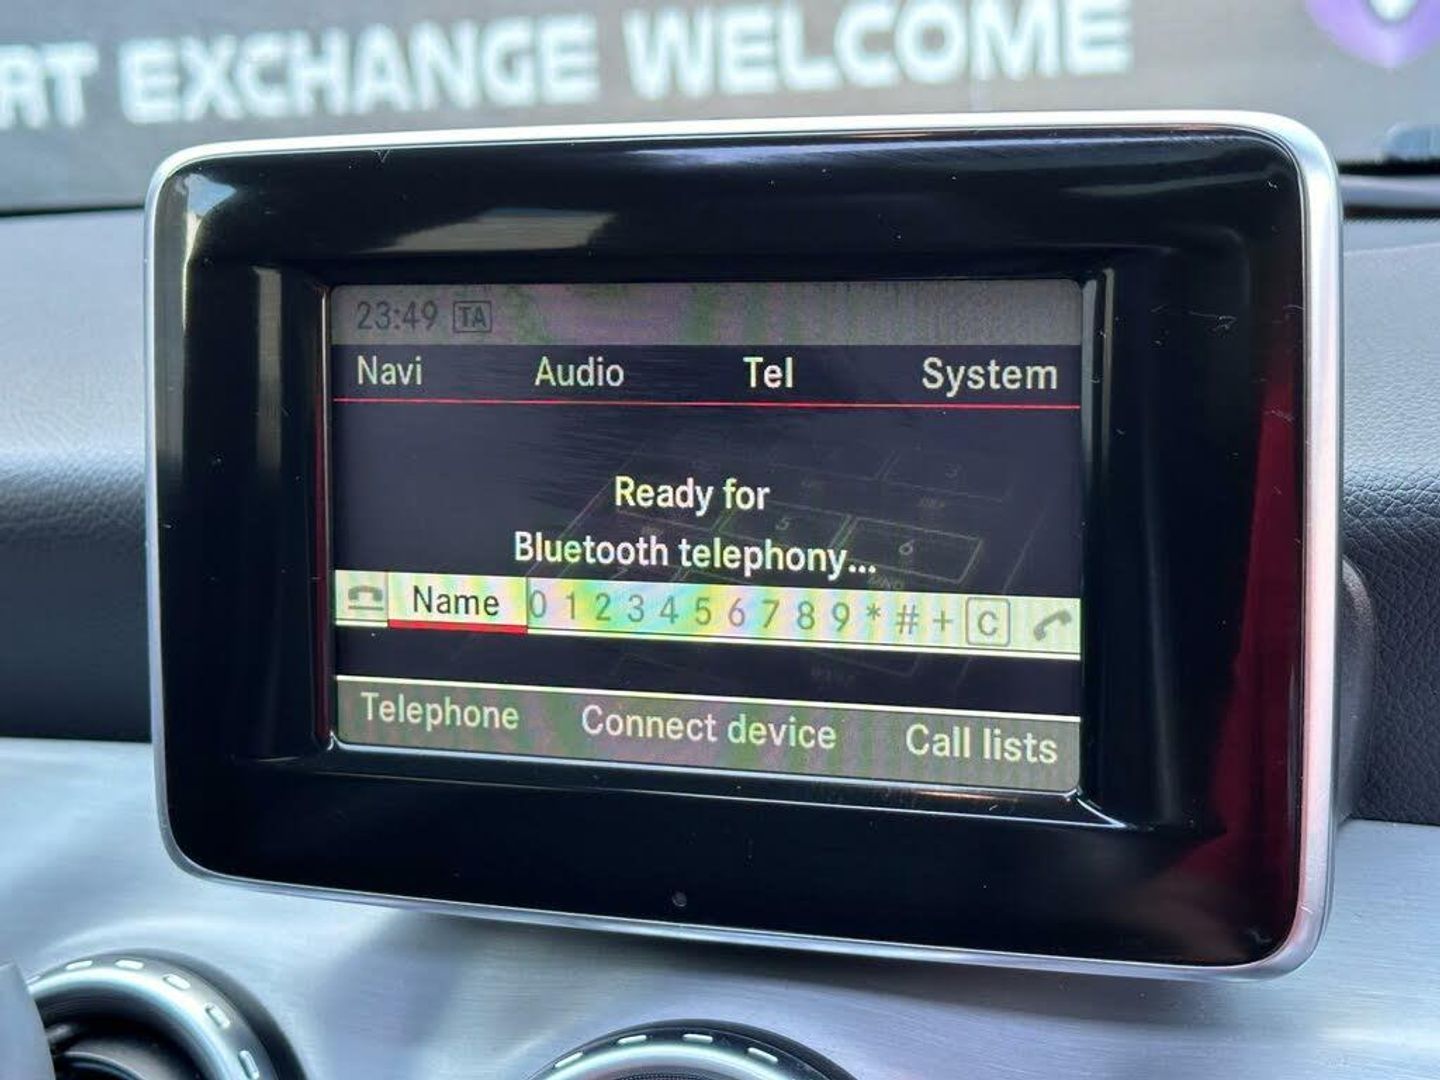 RT EXCHANGE WELCOME
23:49 TA
Navi Audio Tel System
Ready for
Bluetooth telephony...
Name 0 1 2 3 4 5 6 7 8 9 * # + C
Telephone Connect device Call lists